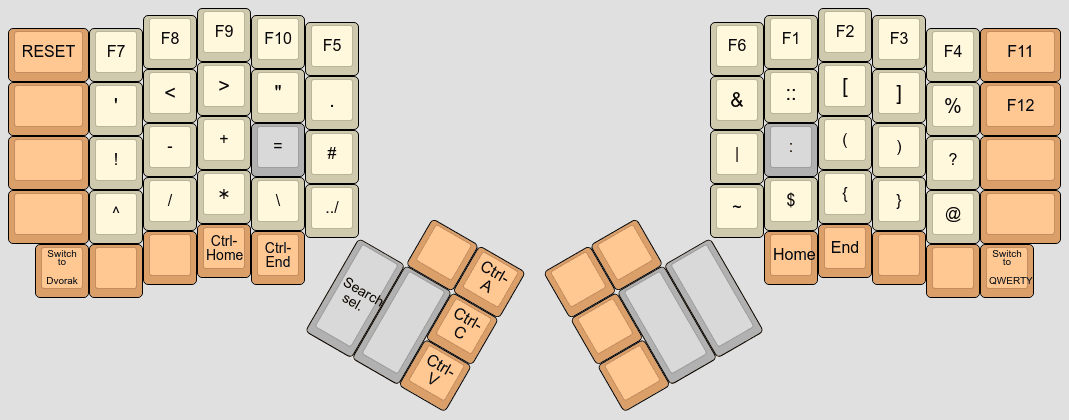 RESET F7 F8 F9 F10 F5 F6 F1 F2 F3 F4 F11
' < > " . & :: [ ] % F12
! - + = # | : ( ) ?
^ / * \ ../ ~ $ { } @
Switch
to
Dvorak
Ctrl-
Home
Ctrl-
End
Home
End
Switch
to
QWERTY
Search
sel.
Ctrl-
A
Ctrl-
C
Ctrl-
V